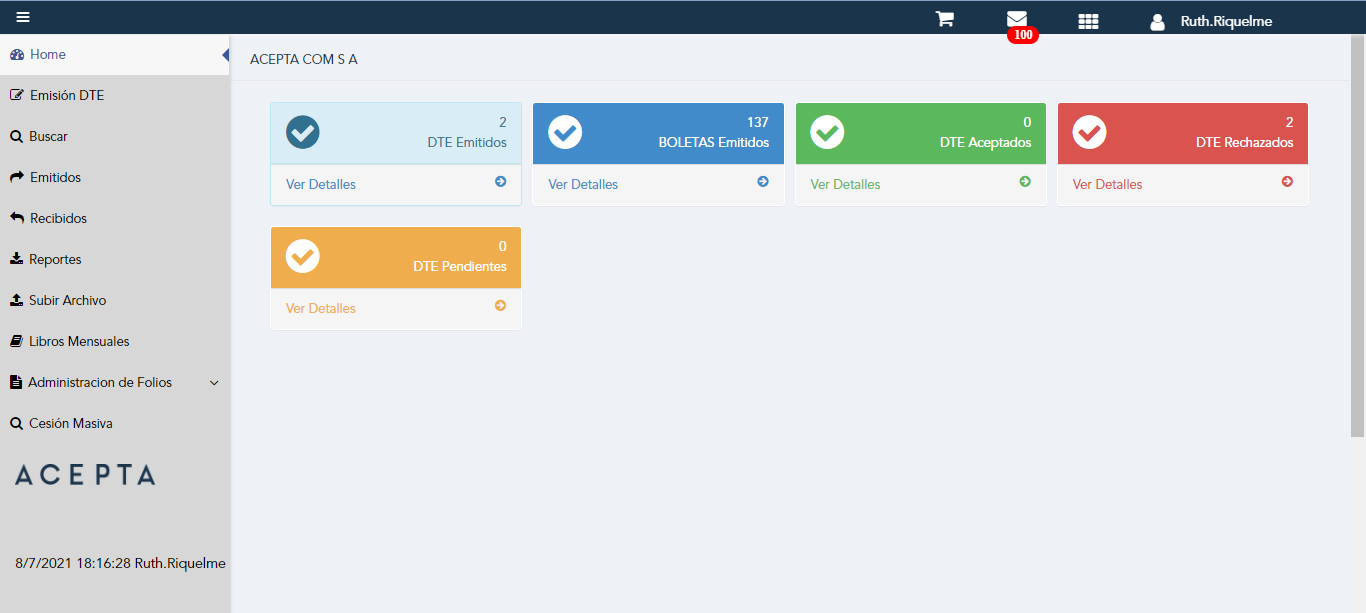 Ruth.Riquelme
100
Home
Emisión DTE
Buscar
Emitidos
Recibidos
Reportes
Subir Archivo
Libros Mensuales
Administracion de Folios
Cesión Masiva
ACEPTA
8/7/2021 18:16:28 Ruth.Riquelme
ACEPTA COM S A
2
DTE Emitidos
Ver Detalles
137
BOLETAS Emitidos
Ver Detalles
0
DTE Aceptados
Ver Detalles
2
DTE Rechazados
Ver Detalles
0
DTE Pendientes
Ver Detalles